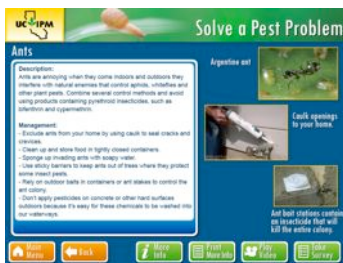 UC IPM
Solve a Pest Problem
Ants
Description:
Ants are annoying when they come indoors and outdoors they
interfere with natural enemies that control aphids, whiteflies and
other plant pests. Combine several control methods and avoid
using products containing pyrethroid insecticides, such as
bifenthrin and cypermethrin.
Management:
- Exclude ants from your home by using caulk to seal cracks and
crevices.
- Clean up and store food in tightly closed containers.
- Sponge up invading ants with soapy water.
- Use sticky barriers to keep ants out of trees where they protect
some insect pests.
- Rely on outdoor baits in containers or ant stakes to control the
ant colony.
- Don't apply pesticides on concrete or other hard surfaces
outdoors because it's easy for these chemicals to be washed into
our waterways.
Argentine ant
Caulk openings
to your home.
Ant bait stations contain
an insecticide that will
kill the entire colony.
Main
Menu
Back
More
Info
Print
More Info
Play
Video
Take
Survey